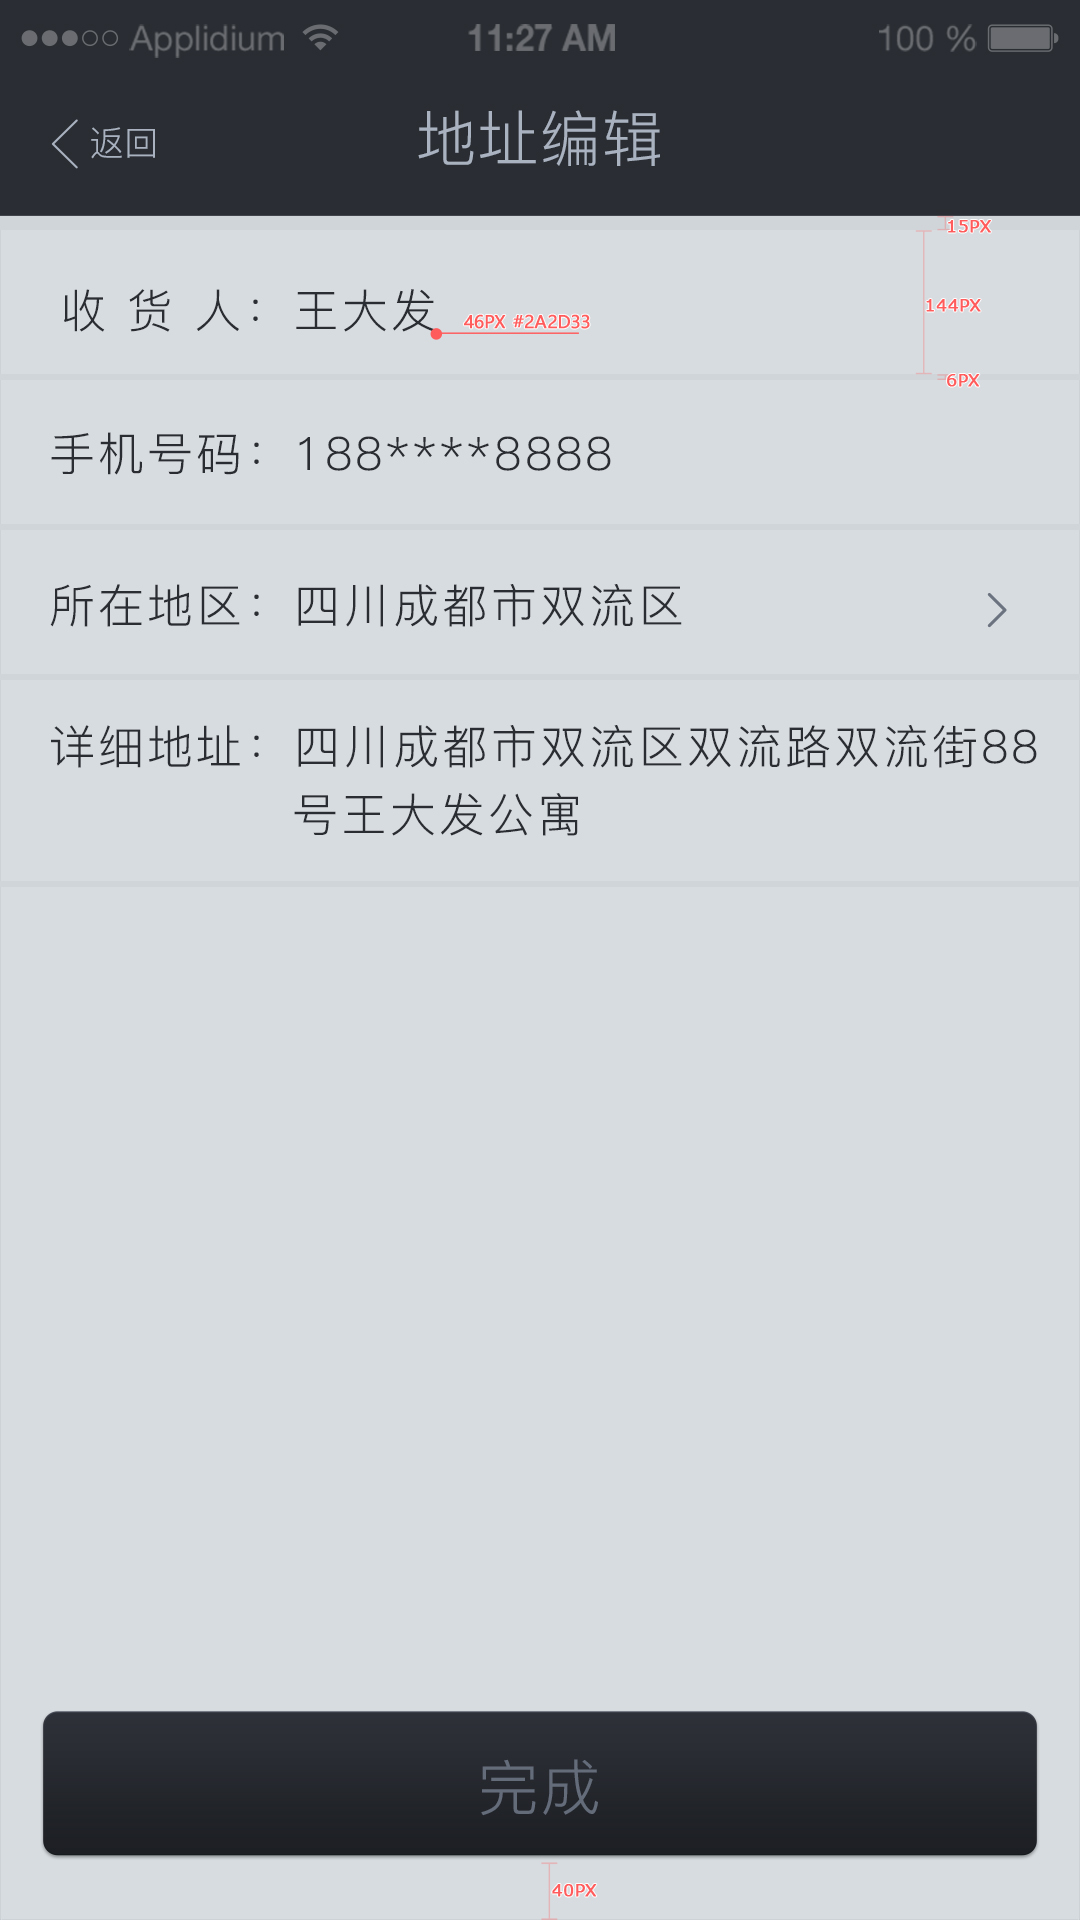 Applidium 11:27 AM 100 %
返回 地址编辑
15PX
收 货 人： 王大发
46PX #2A2D33
144PX
6PX
手机号码： 188****8888
所在地区： 四川成都市双流区
详细地址： 四川成都市双流区双流路双流街88
号王大发公寓
完成
40PX